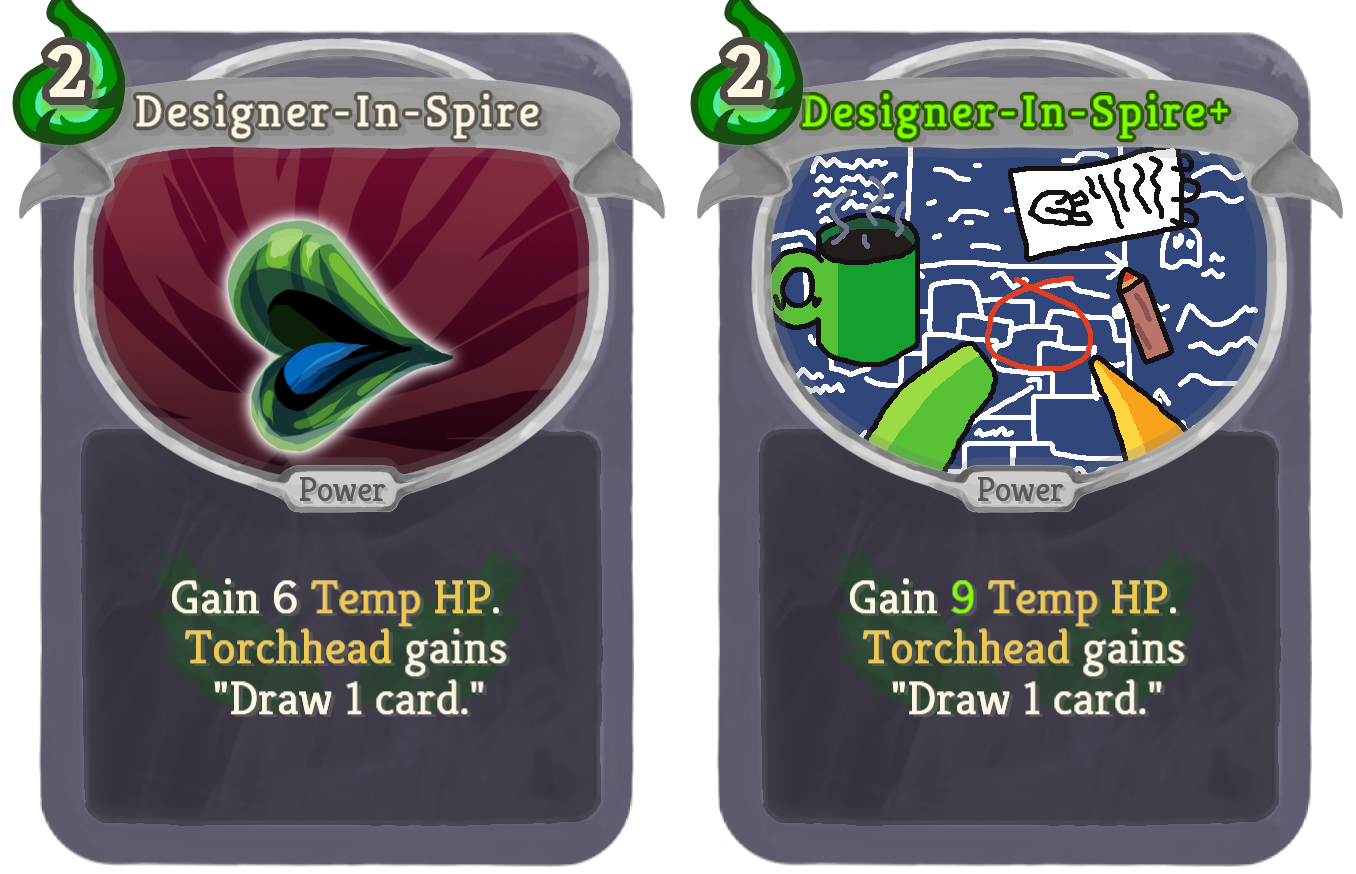 2
Designer-In-Spire
Power
Gain 6 Temp HP.
Torchhead gains
"Draw 1 card."
2
Designer-In-Spire+
Power
Gain 9 Temp HP.
Torchhead gains
"Draw 1 card."